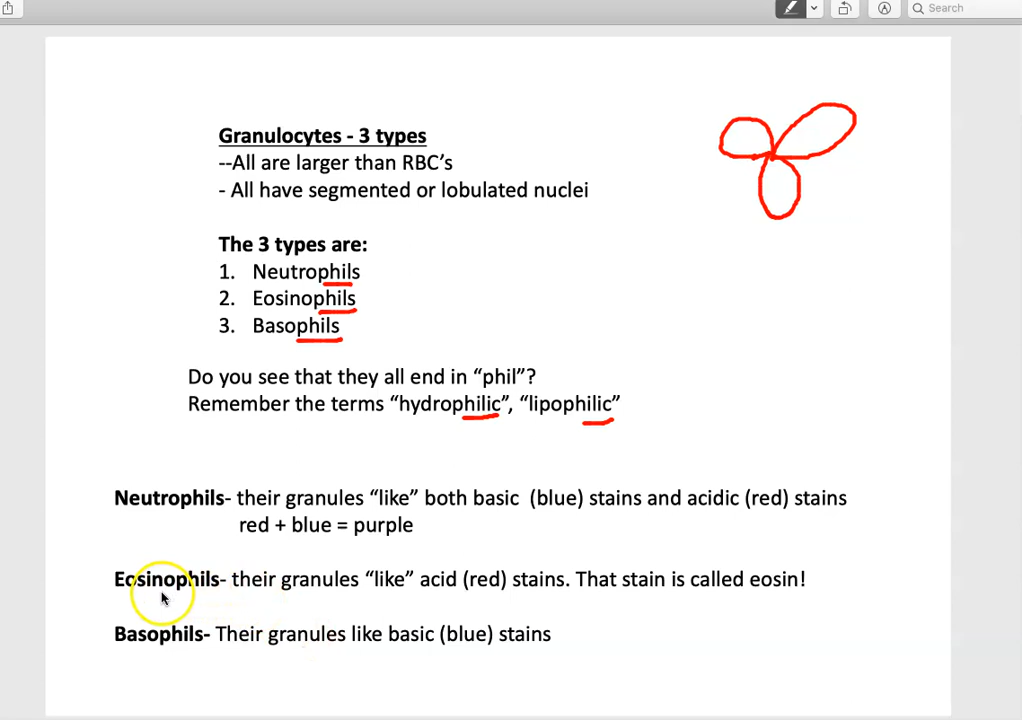 Search
Granulocytes - 3 types
--All are larger than RBC’s
- All have segmented or lobulated nuclei
The 3 types are:
1. Neutrophils
2. Eosinophils
3. Basophils
Do you see that they all end in “phil”?
Remember the terms “hydrophilic”, “lipophilic”
Neutrophils- their granules “like” both basic (blue) stains and acidic (red) stains
red + blue = purple
Eosinophils- their granules “like” acid (red) stains. That stain is called eosin!
Basophils- Their granules like basic (blue) stains